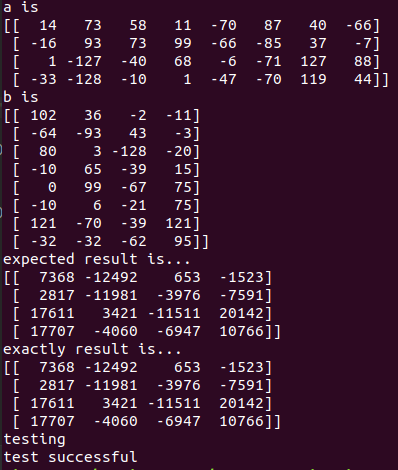 a is
[[  14   73   58   11  -70   87   40  -66]
 [ -16   93   73   99  -66  -85   37   -7]
 [   1 -127  -40   68   -6  -71  127   88]
 [ -33 -128  -10    1  -47  -70  119   44]]
b is
[[ 102   36   -2  -11]
 [ -64  -93   43   -3]
 [  80    3 -128  -20]
 [ -10   65  -39   15]
 [   0   99  -67   75]
 [ -10    6  -21   75]
 [ 121  -70  -39  121]
 [ -32  -32  -62   95]]
expected result is...
[[  7368 -12492    653  -1523]
 [  2817 -11981  -3976  -7591]
 [ 17611   3421 -11511  20142]
 [ 17707  -4060  -6947  10766]]
exactly result is...
[[  7368 -12492    653  -1523]
 [  2817 -11981  -3976  -7591]
 [ 17611   3421 -11511  20142]
 [ 17707  -4060  -6947  10766]]
testing
test successful